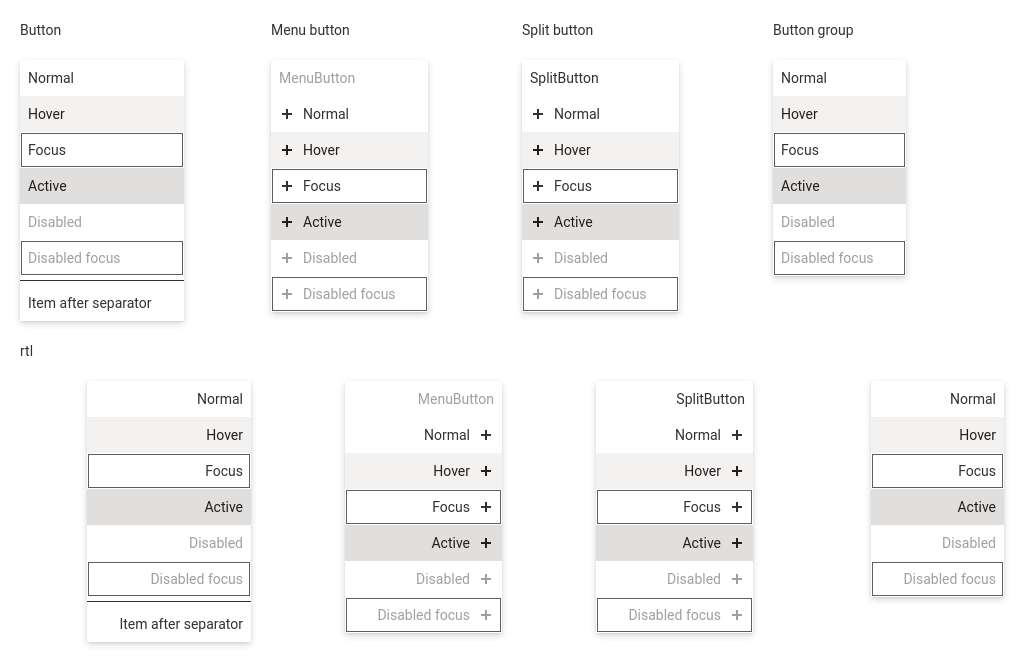 Button
Normal
Hover
Focus
Active
Disabled
Disabled focus
Item after separator
Menu button
MenuButton
Normal
Hover
Focus
Active
Disabled
Disabled focus
Split button
SplitButton
Normal
Hover
Focus
Active
Disabled
Disabled focus
Button group
Normal
Hover
Focus
Active
Disabled
Disabled focus
rtl
Normal
Hover
Focus
Active
Disabled
Disabled focus
Item after separator
MenuButton
Normal
Hover
Focus
Active
Disabled
Disabled focus
SplitButton
Normal
Hover
Focus
Active
Disabled
Disabled focus
Normal
Hover
Focus
Active
Disabled
Disabled focus